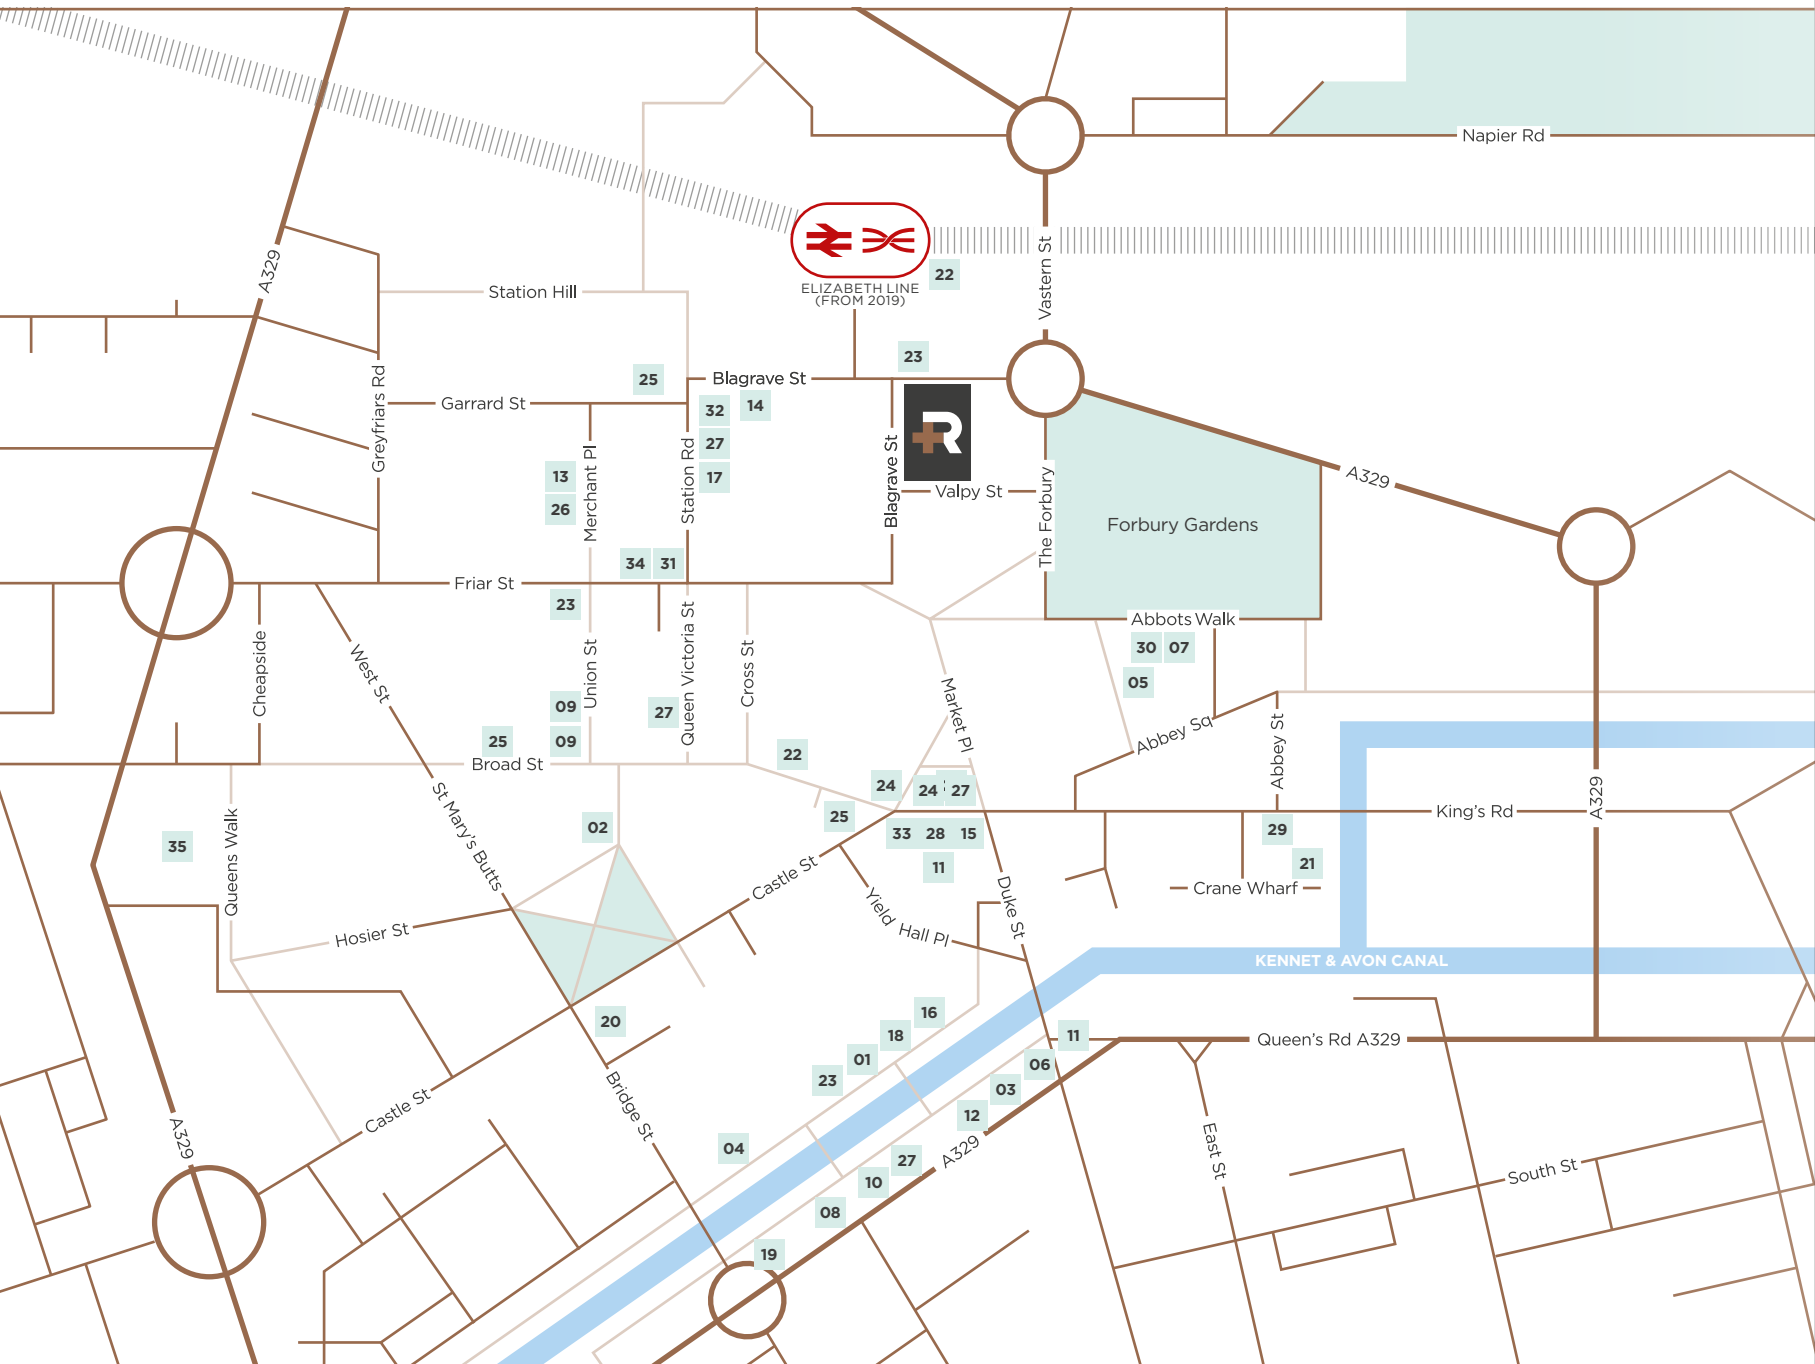 Napier Rd
A329
Vastern St
ELIZABETH LINE
(FROM 2019)
22
Station Hill
23
25
Blagrave St
Garrard St
Greyfriars Rd
32
14
27
17
Station Rd
Merchant Pl
13
26
Blagrave St
R
Valpy St
The Forbury
Forbury Gardens
A329
34
31
Friar St
23
Abbots Walk
30
07
05
Cheapside
West St
Union St
Queen Victoria St
Cross St
Market Pl
09
27
09
25
Broad St
22
Abbey Sq
Abbey St
A329
24
24
27
25
King's Rd
33
28
15
11
29
21
Crane Wharf
35
Queens Walk
St Mary's Butts
02
Castle St
Yield Hall Pl
Duke St
Hosier St
KENNET & AVON CANAL
20
16
18
01
23
11
Queen's Rd A329
06
03
12
A329
Castle St
Bridge St
A329
04
27
10
08
19
East St
South St